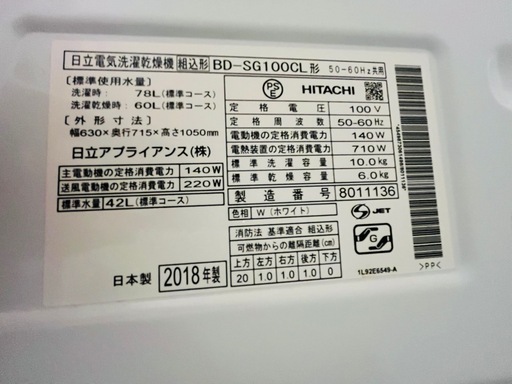 日立電気洗濯乾燥機 組込形 BD-SG100CL形 50-60Hz共用
〔標準使用水量〕
洗濯時: 78L(標準コース)
洗濯乾燥時: 60L(標準コース)
〔外形寸法〕
幅630×奥行715×高さ1050mm
日立アプライアンス(株)
主電動機の定格消費電力 140W
送風電動機の定格消費電力 220W
標準水量 42L(標準コース)
PS E HITACHI
定格電圧 100V
定格周波数 50-60Hz
電動機の定格消費電力 140W
電熱装置の定格消費電力 710W
標準洗濯容量 10.0kg
標準乾燥容量 6.0kg
製造番号 8011136
色相 W(ホワイト)
S JET
消防法 基準適合 組込形
可燃物からの離隔距離(cm)
上方 左方 右方 後方 下方
20 1.0 1.0 1.0 0
G
日本製 2018年製
1L92E6549-A
>PP<